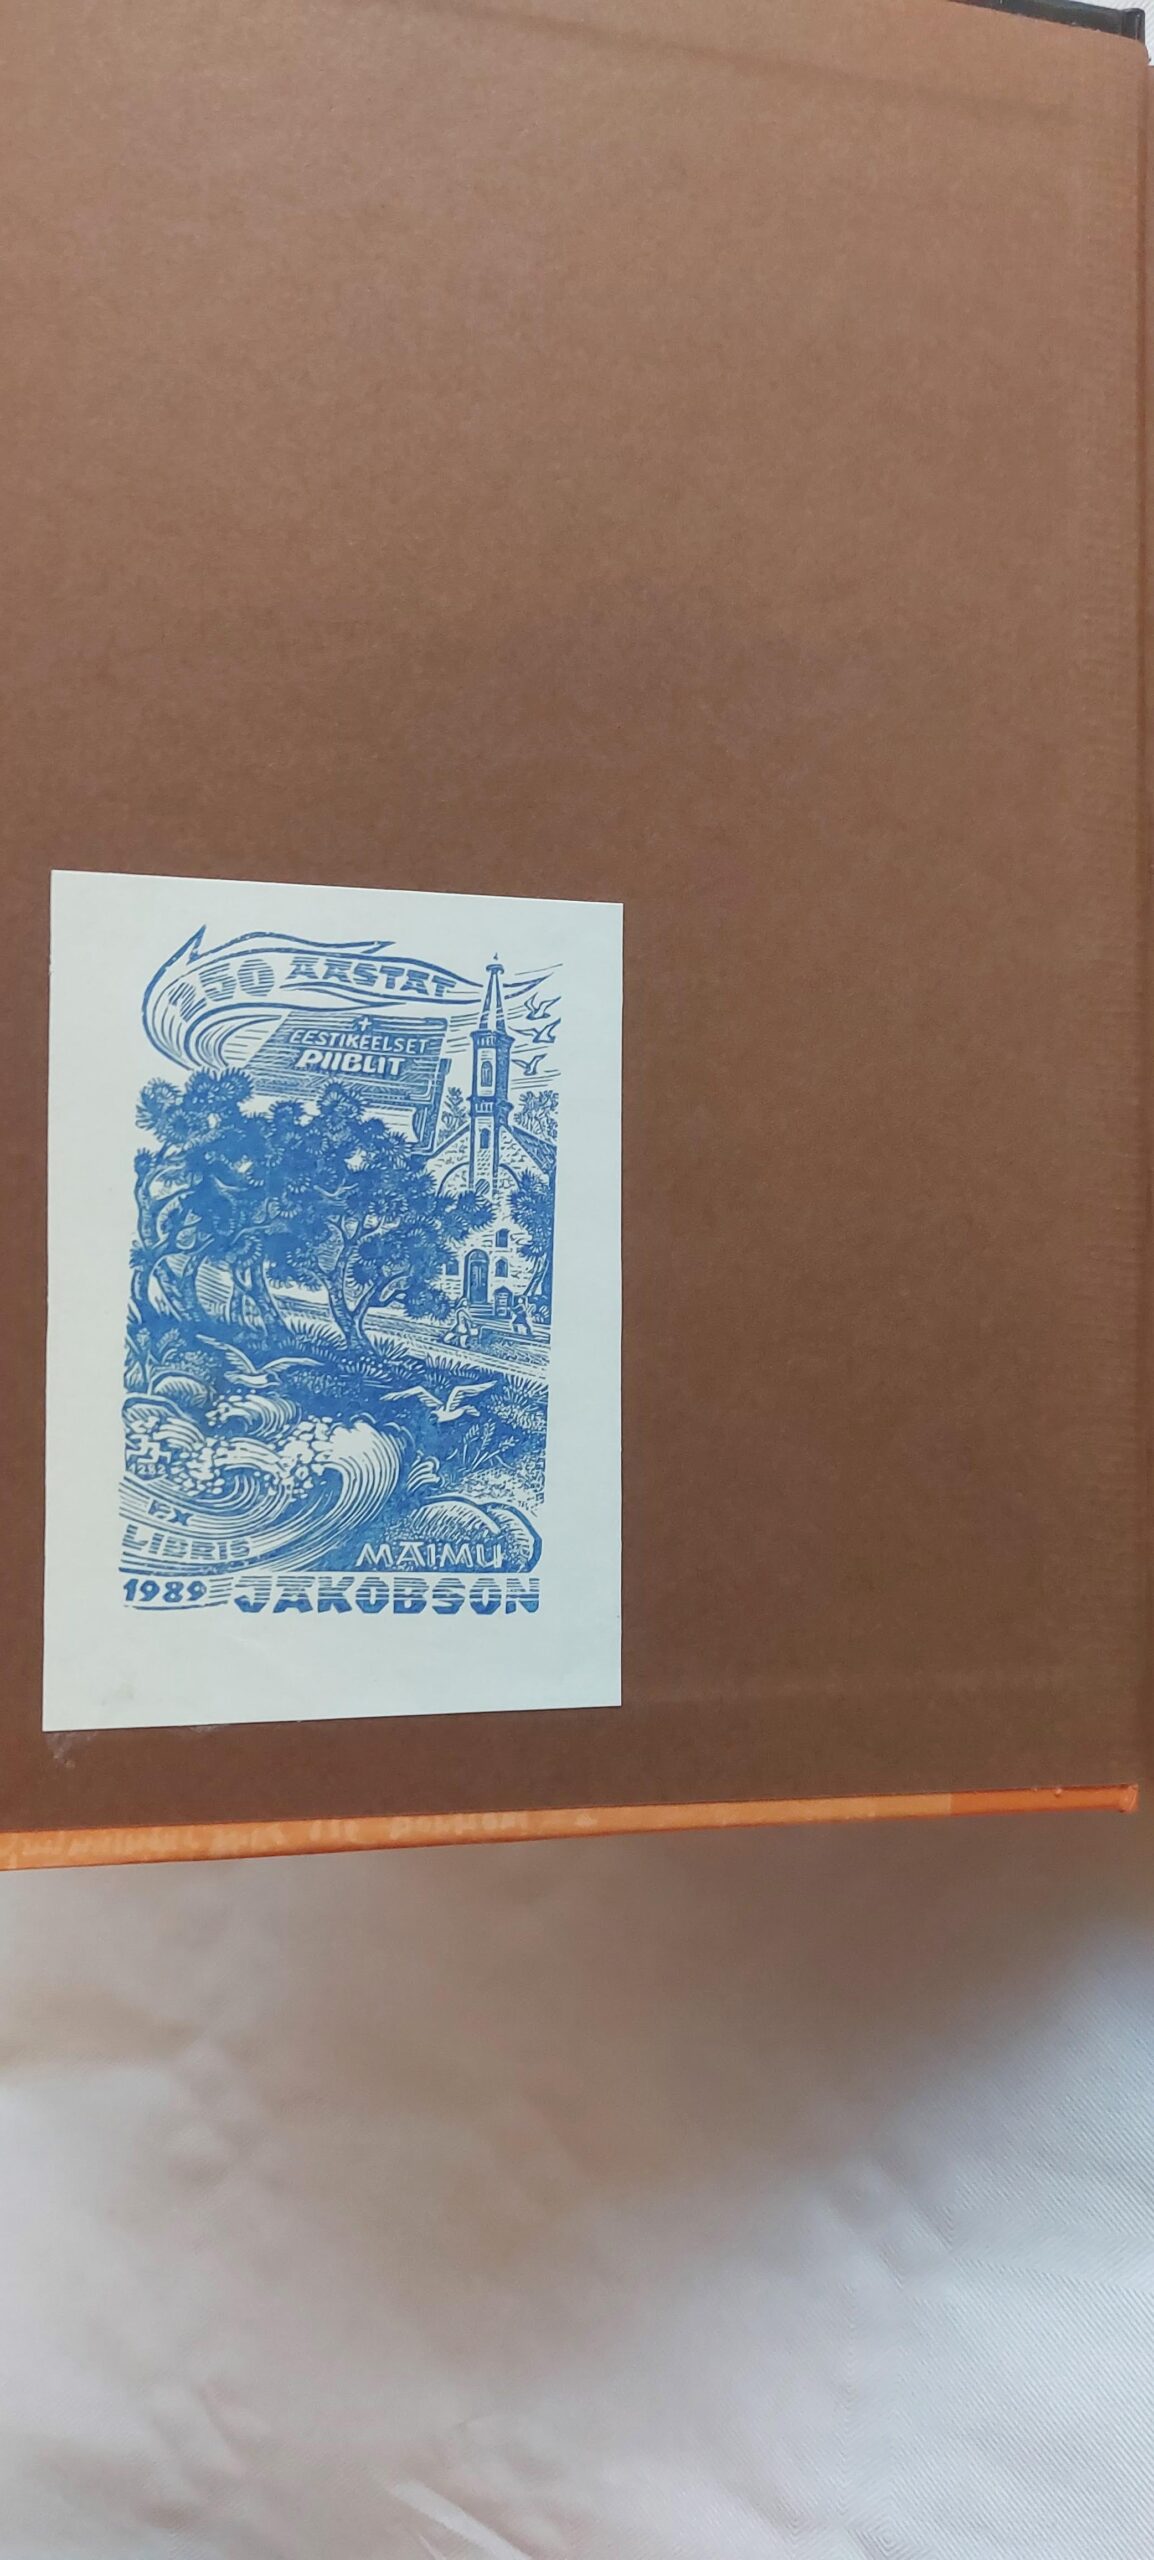 250 AASTAT
EESTIKEELSET
PIIBLIT
EX
LIBRIS
MAIMU
1989 JAKOBSON